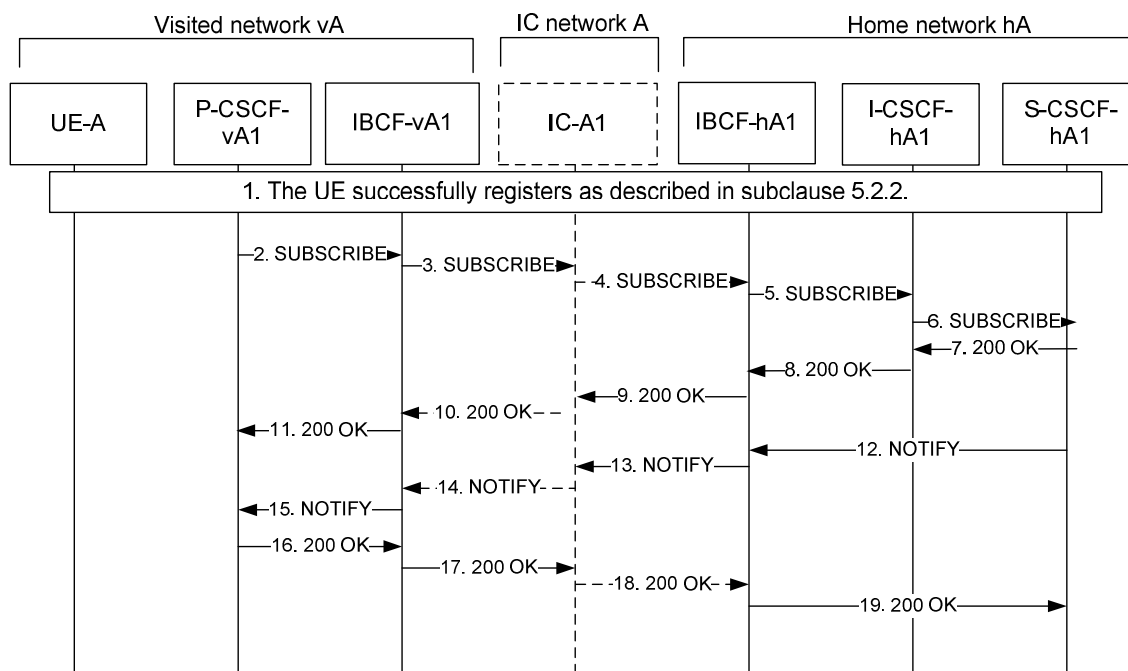 Visited network vA
IC network A
Home network hA
UE-A
P-CSCF-
vA1
IBCF-vA1
IC-A1
IBCF-hA1
I-CSCF-
hA1
S-CSCF-
hA1
1. The UE successfully registers as described in subclause 5.2.2.
2. SUBSCRIBE
3. SUBSCRIBE
4. SUBSCRIBE
5. SUBSCRIBE
6. SUBSCRIBE
7. 200 OK
8. 200 OK
9. 200 OK
10. 200 OK
11. 200 OK
12. NOTIFY
13. NOTIFY
14. NOTIFY
15. NOTIFY
16. 200 OK
17. 200 OK
18. 200 OK
19. 200 OK